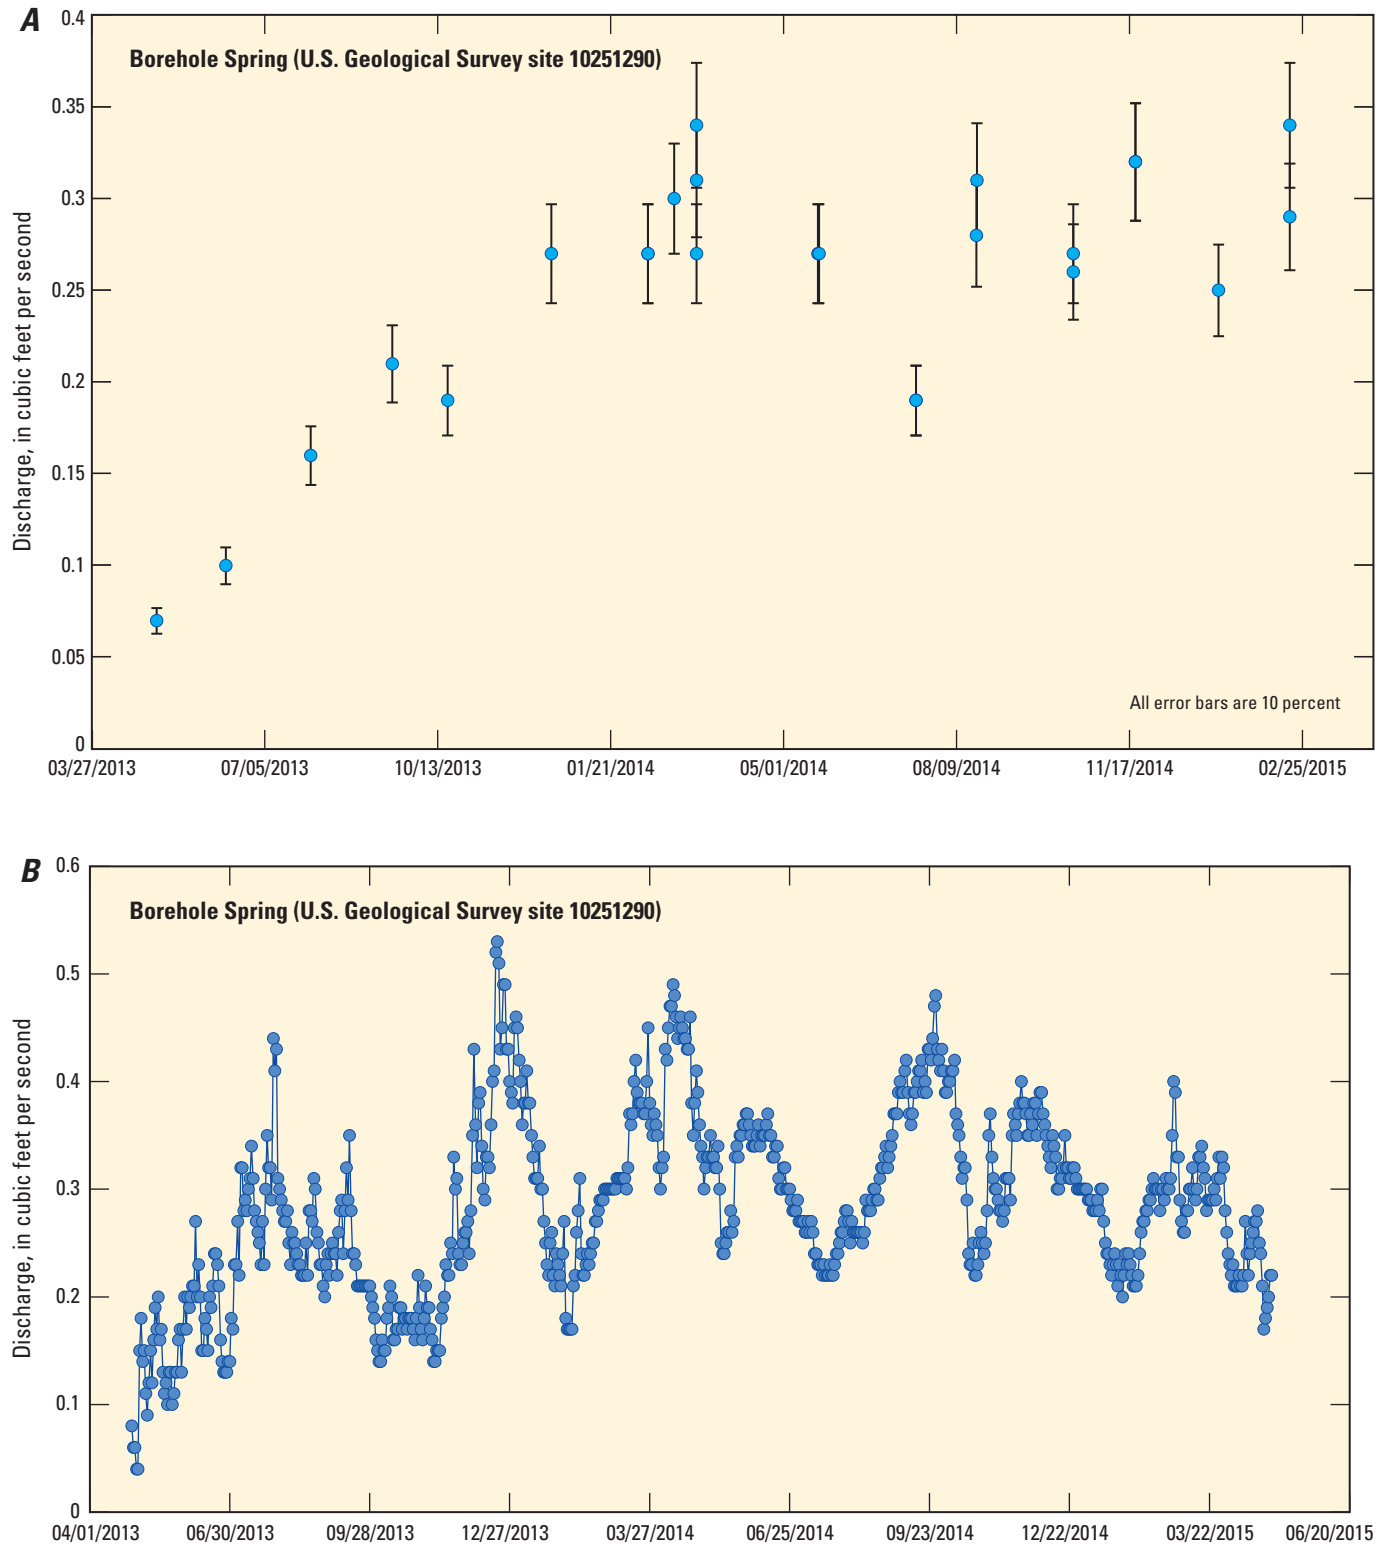 A
Borehole Spring (U.S. Geological Survey site 10251290)
0.4
0.35
0.3
0.25
0.2
0.15
0.1
0.05
0
Discharge, in cubic feet per second
All error bars are 10 percent
03/27/2013 07/05/2013 10/13/2013 01/21/2014 05/01/2014 08/09/2014 11/17/2014 02/25/2015
B
Borehole Spring (U.S. Geological Survey site 10251290)
0.6
0.5
0.4
0.3
0.2
0.1
0
Discharge, in cubic feet per second
04/01/2013 06/30/2013 09/28/2013 12/27/2013 03/27/2014 06/25/2014 09/23/2014 12/22/2014 03/22/2015 06/20/2015